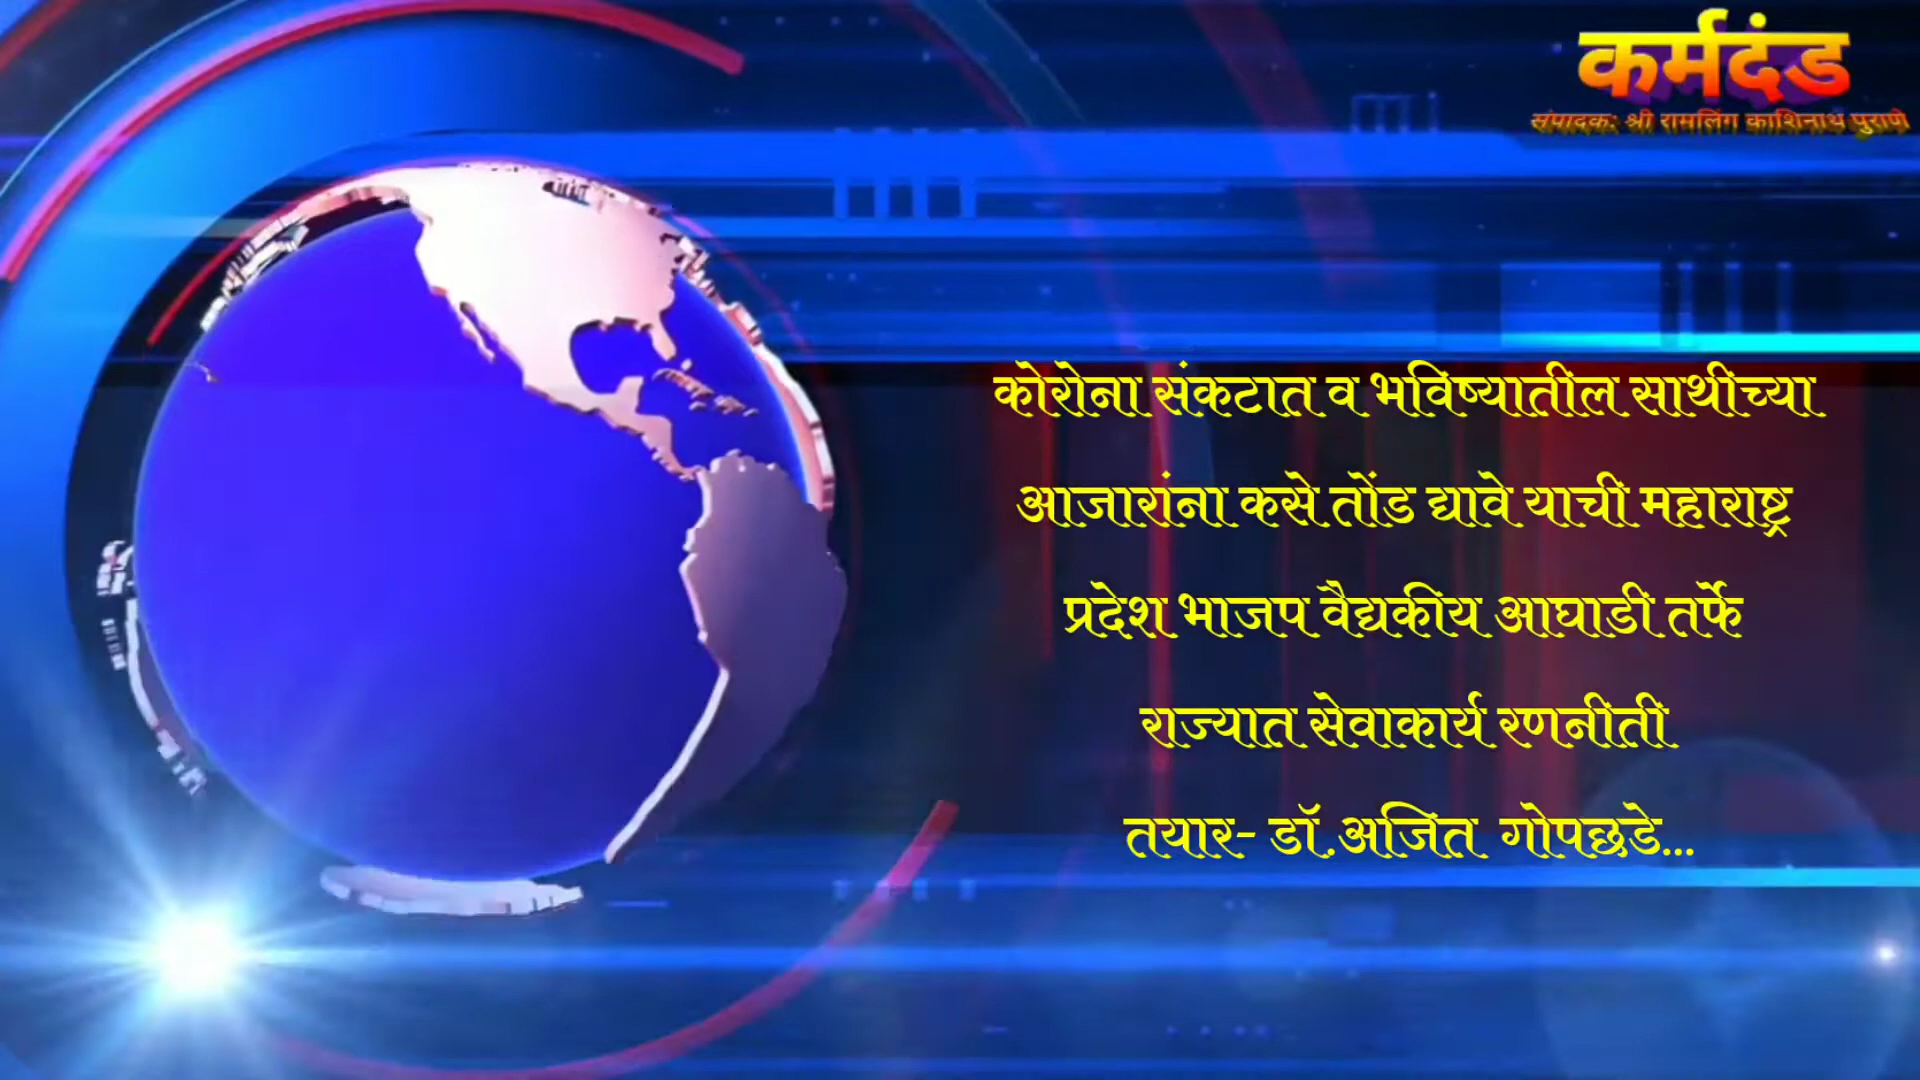 कर्मदंड
संपादक: श्री रामलिंग काशिनाथ पुराणे
कोरोना संकटात व भविष्यातील साथीच्या
आजारांना कसे तोंड द्यावे याची महाराष्ट्र
प्रदेश भाजप वैद्यकीय आघाडी तर्फे
राज्यात सेवाकार्य रणनीती
तयार- डॉ.अजित गोपछडे...